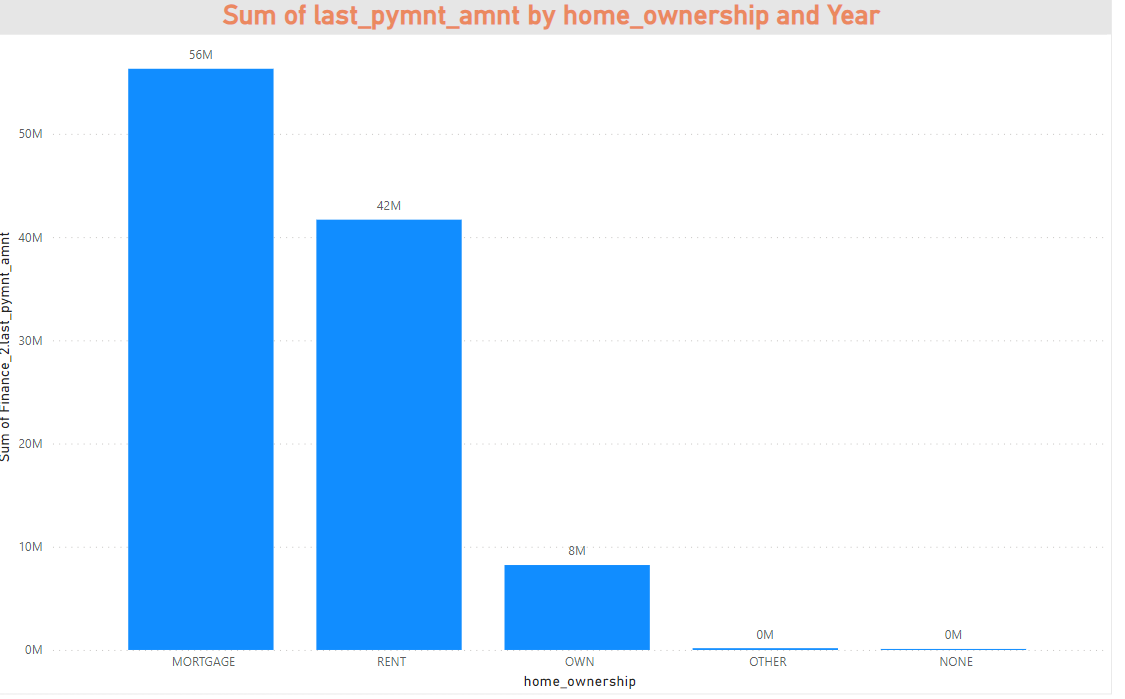 Sum of last_pymnt_amnt by home_ownership and Year
Sum of Finance_2.last_pymnt_amnt
50M
40M
30M
20M
10M
0M
56M
42M
8M
0M
0M
MORTGAGE
RENT
OWN
OTHER
NONE
home_ownership